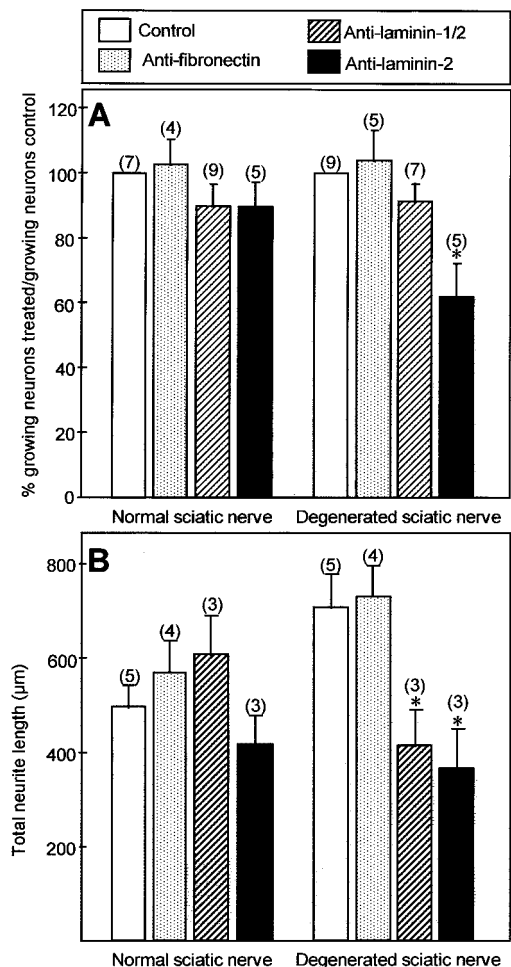 Control
Anti-laminin-1/2
Anti-fibronectin
Anti-laminin-2
A
% growing neurons treated/growing neurons control
120
100
80
60
40
20
0
(7)
(4)
(9)
(5)
(9)
(5)
(7)
(5)
*
Normal sciatic nerve
Degenerated sciatic nerve
B
Total neurite length (µm)
800
600
400
200
(5)
(4)
(3)
(3)
(5)
(4)
(3)
*
(3)
*
Normal sciatic nerve
Degenerated sciatic nerve